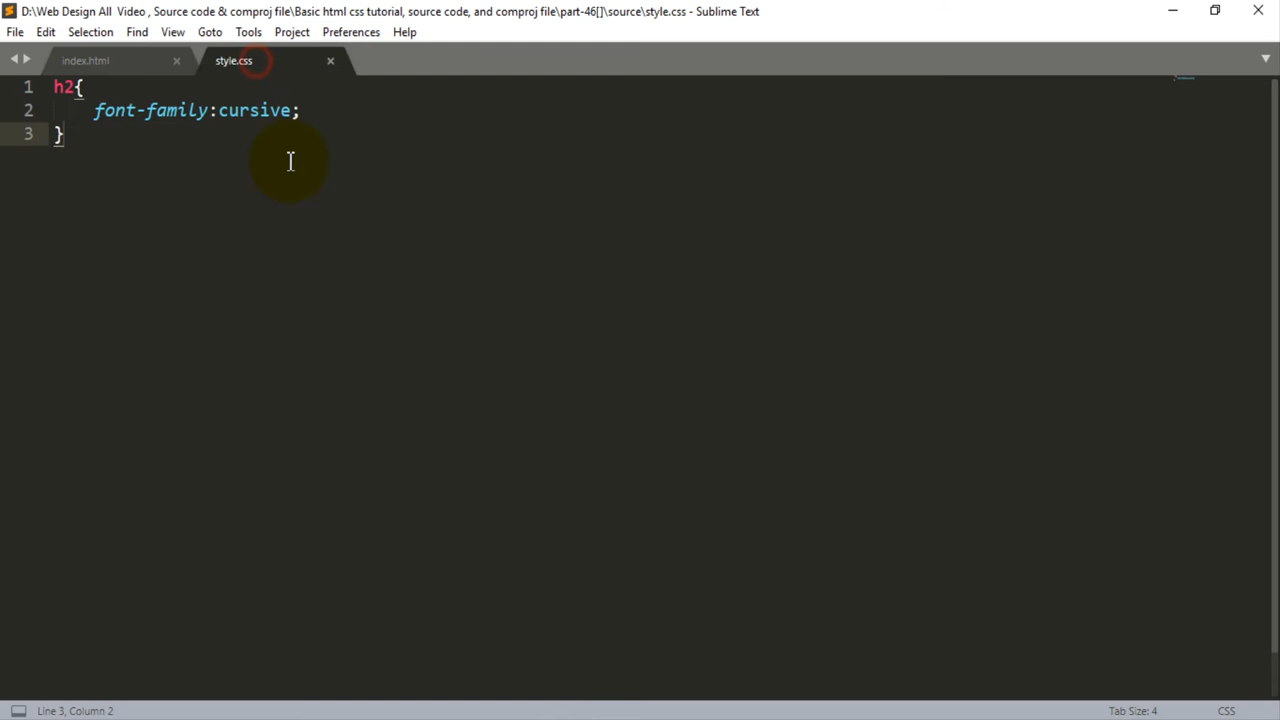 D:\Web Design All  Video , Source code & comproj file\Basic html css tutorial, source code, and comproj file\part-46[]\source\style.css - Sublime Text
File Edit Selection Find View Goto Tools Project Preferences Help
index.html style.css
1 h2{
2     font-family:cursive;
3 }
Line 3, Column 2 Tab Size: 4 CSS